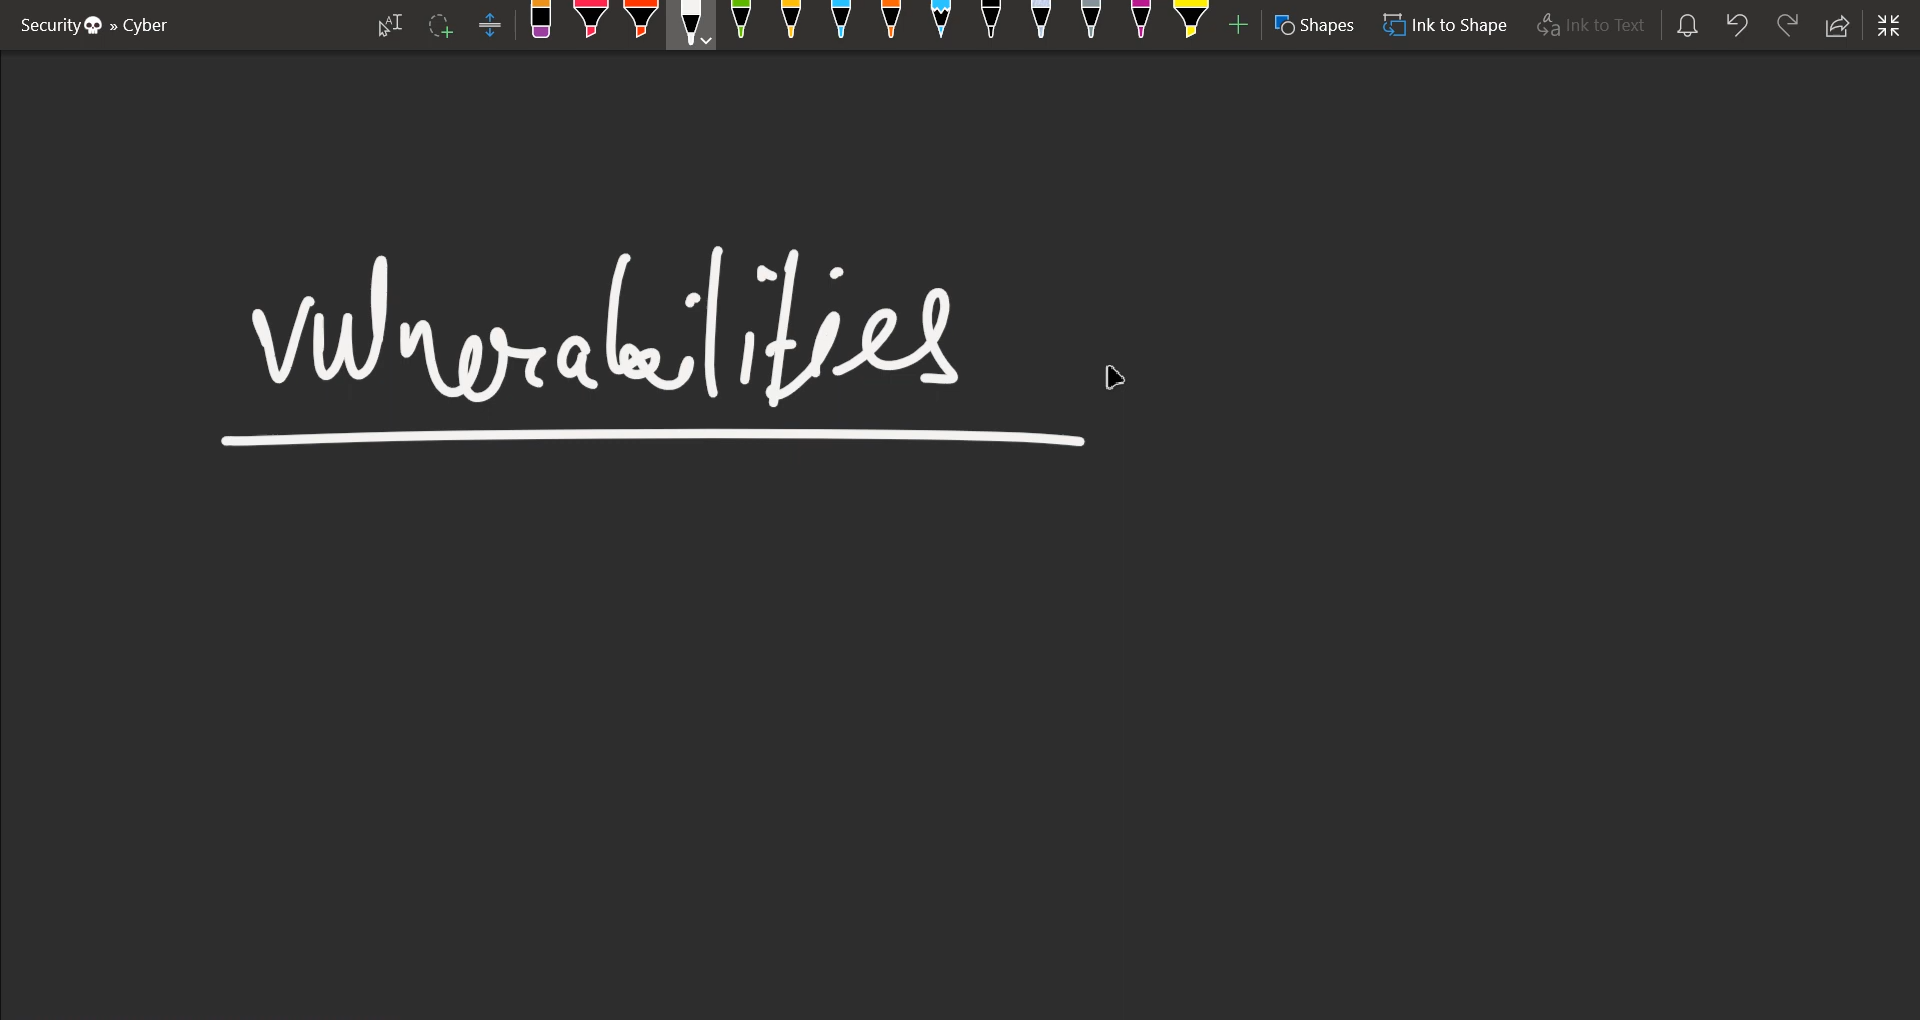 Security💀 » Cyber
Shapes
Ink to Shape
Ink to Text
vulnerabilities